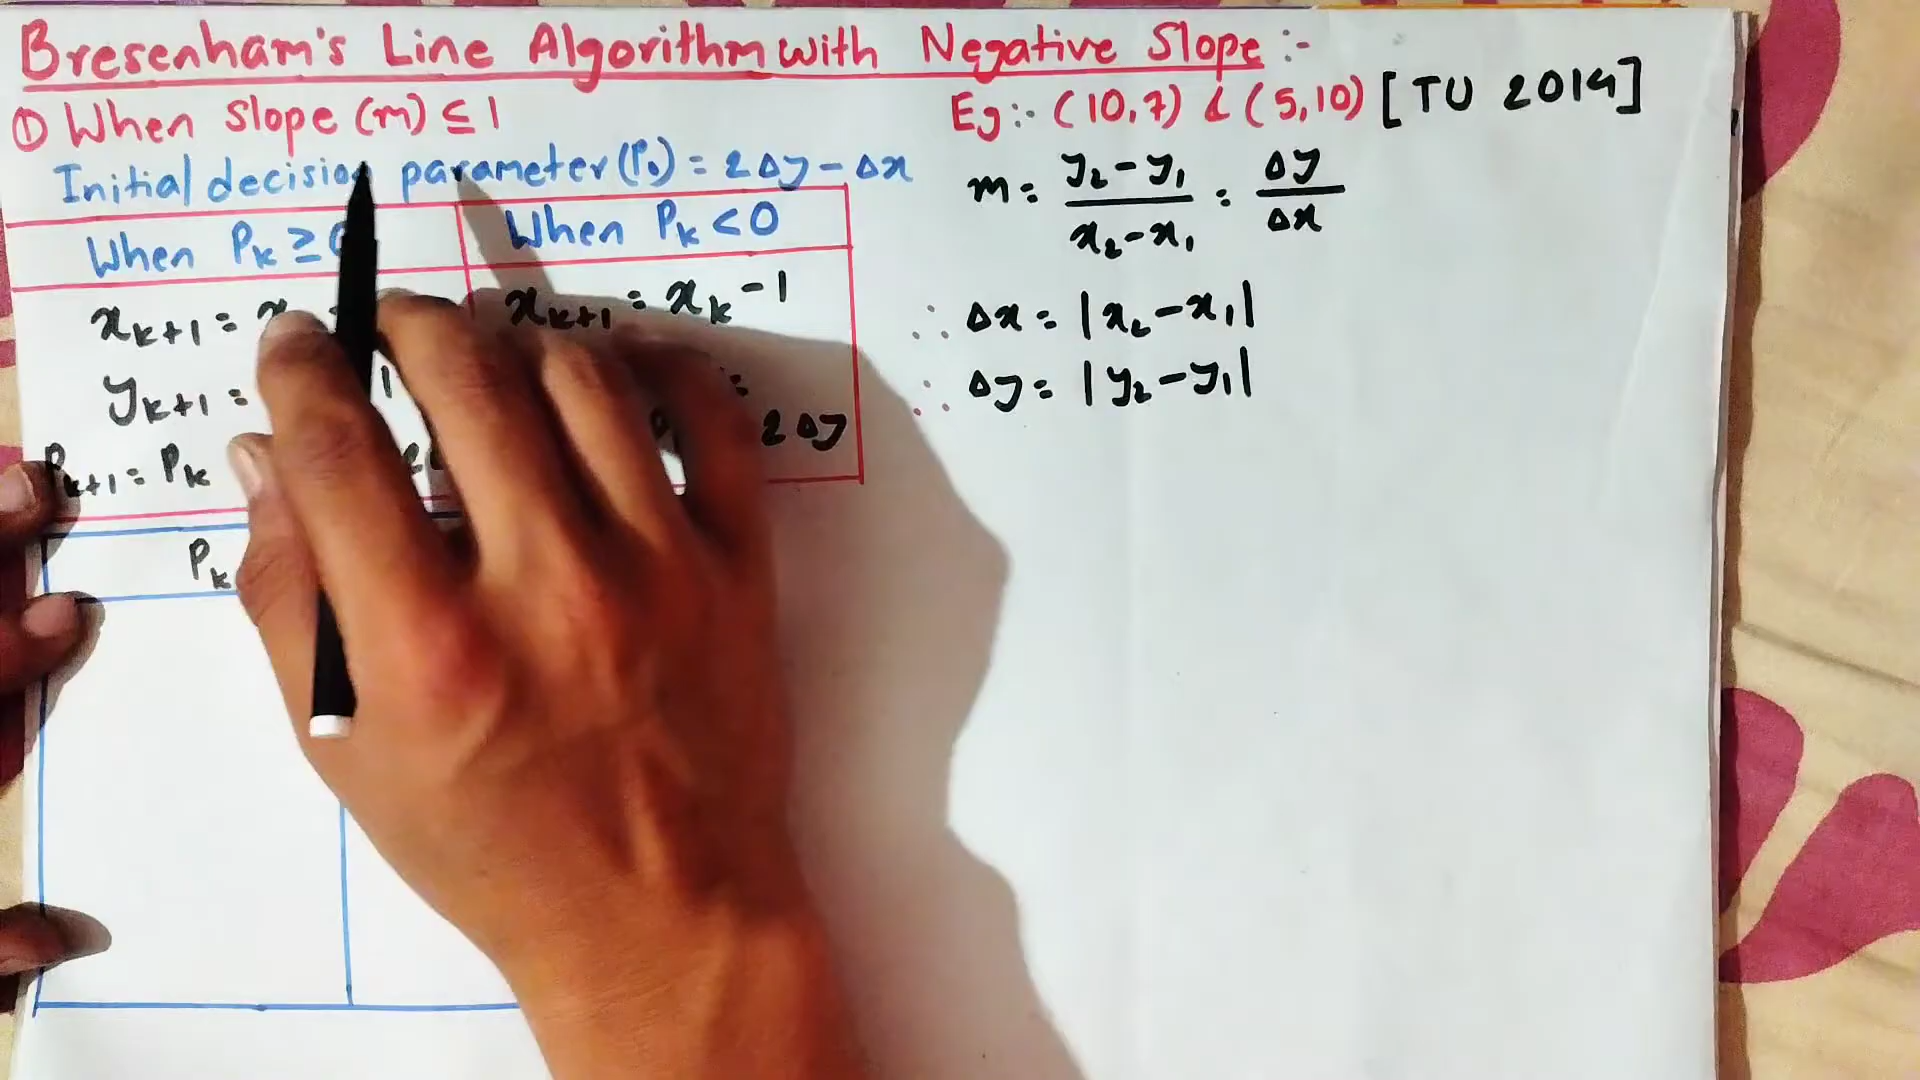 Bresenham's Line Algorithm with Negative Slope :-
① When Slope (m) ≤ 1
Initial decision parameter (P₀) = 2Δy - Δx
When Pk ≥ 0
When Pk < 0
xk+1 = x
xk+1 = xk - 1
yk+1 = 1
2Δy
Pk+1 = Pk
Pk
Eg :- (10,7) & (5,10) [TU 2014]
m = y₂ - y₁ / x₂ - x₁ = Δy / Δx
∴ Δx = |x₂ - x₁|
∴ Δy = |y₂ - y₁|